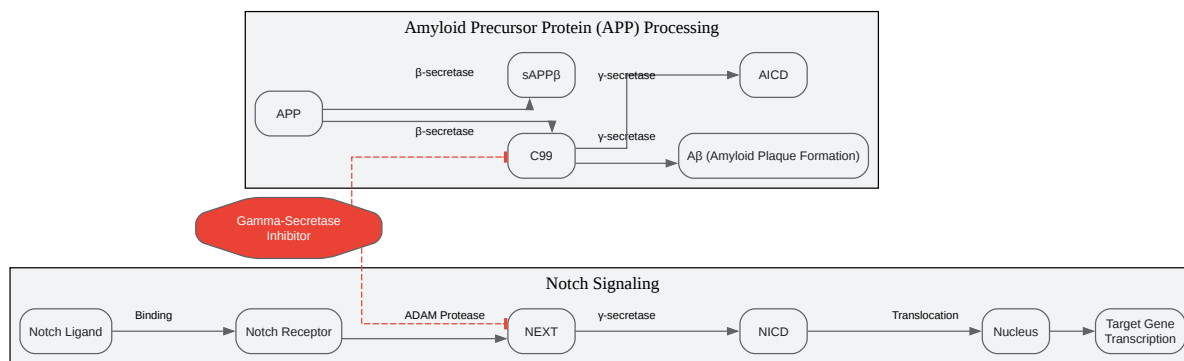 Amyloid Precursor Protein (APP) Processing
β-secretase
sAPPβ
γ-secretase
AICD
APP
β-secretase
γ-secretase
C99
Aβ (Amyloid Plaque Formation)
Gamma-Secretase
Inhibitor
Notch Signaling
Notch Ligand
Binding
Notch Receptor
ADAM Protease
NEXT
γ-secretase
NICD
Translocation
Nucleus
Target Gene
Transcription